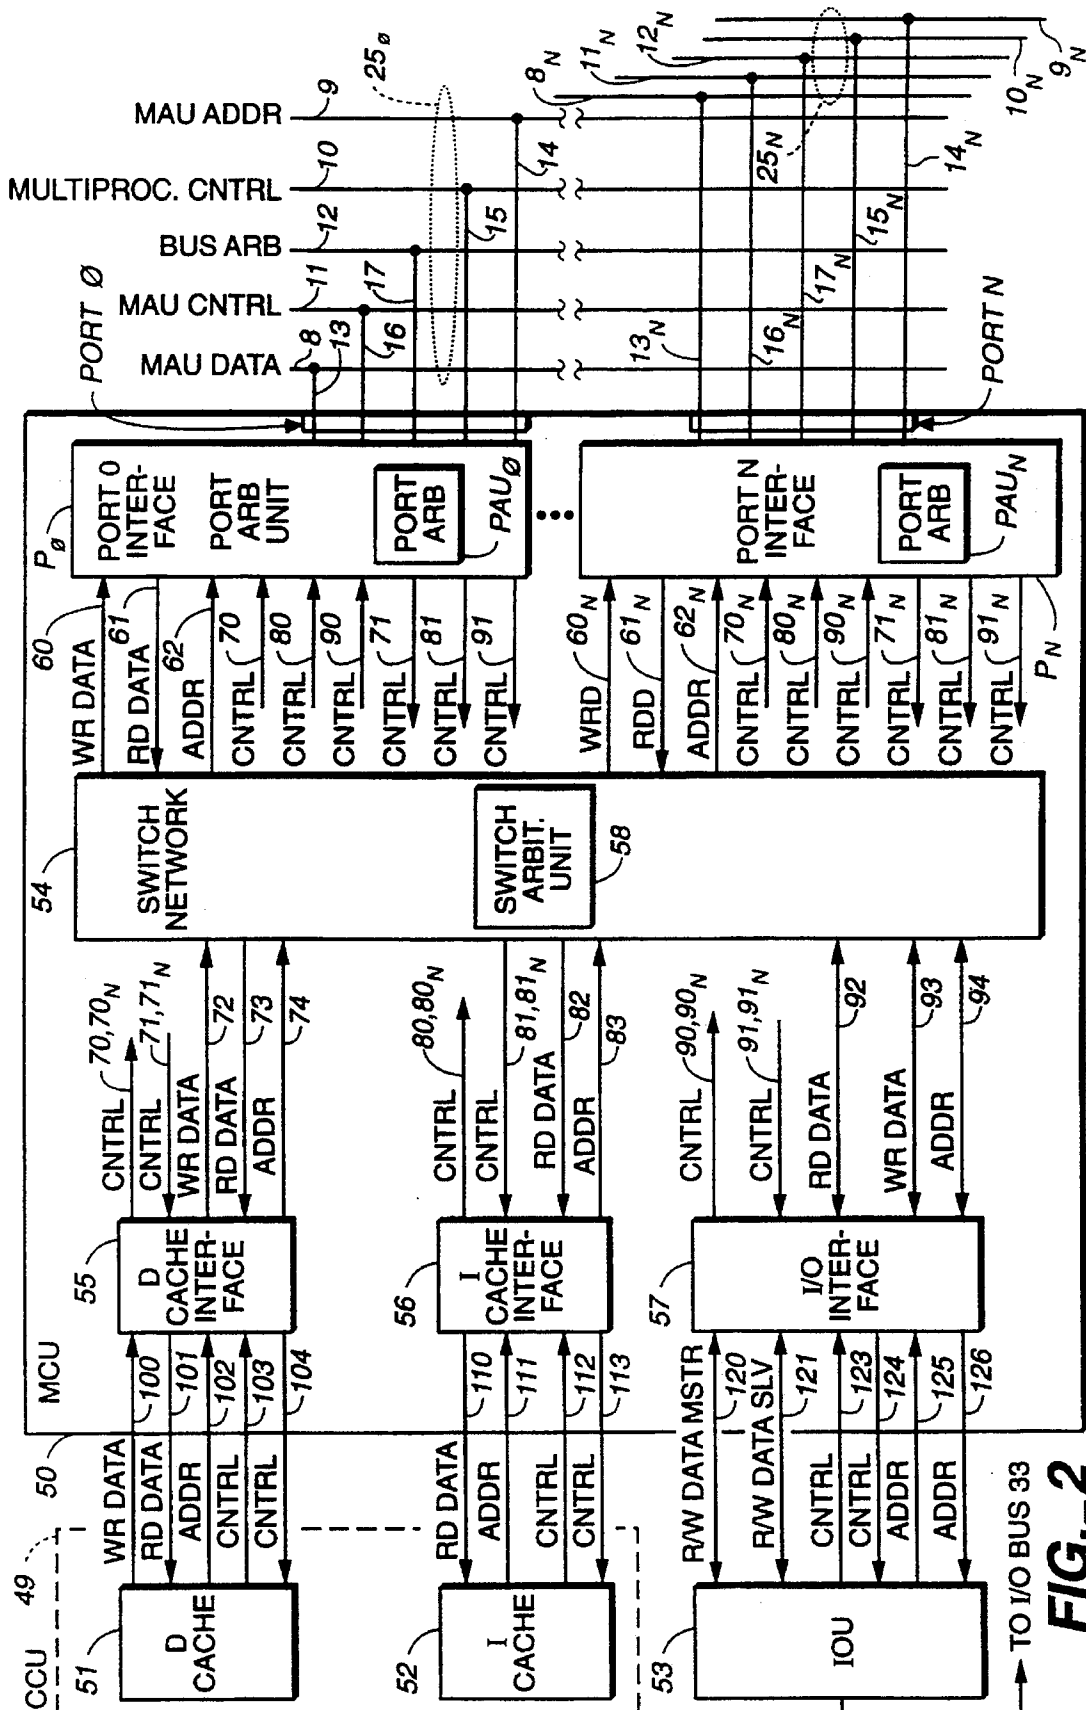 MAU ADDR
9
MULTIPROC. CNTRL
10
BUS ARB
12
MAU CNTRL
11
MAU DATA
8
13
16
17
15
14
25ø
8N
11N
12N
25N
9N
10N
14N
15N
17N
16N
13N
PORT Ø
PORT N
Pø
PORT 0
INTER-
FACE
PORT
ARB
UNIT
PORT
ARB
PAUø
PORT N
INTER-
FACE
PORT
ARB
PAUN
PN
60
WR DATA
61
RD DATA
62
ADDR
70
CNTRL
80
CNTRL
90
CNTRL
71
CNTRL
81
CNTRL
91
CNTRL
60N
WRD
61N
RDD
62N
ADDR
70N
CNTRL
80N
CNTRL
90N
CNTRL
71N
CNTRL
81N
CNTRL
91N
CNTRL
54
SWITCH
NETWORK
SWITCH
ARBIT.
UNIT
58
CNTRL
70,70N
CNTRL
71,71N
WR DATA
72
RD DATA
73
ADDR
74
CNTRL
80,80N
CNTRL
81,81N
RD DATA
82
ADDR
83
CNTRL
90,90N
CNTRL
91,91N
RD DATA
92
WR DATA
93
ADDR
94
55
D
CACHE
INTER-
FACE
56
I
CACHE
INTER-
FACE
57
I/O
INTER-
FACE
MCU
50
WR DATA
100
RD DATA
101
ADDR
102
CNTRL
103
CNTRL
104
RD DATA
110
ADDR
111
CNTRL
112
CNTRL
113
R/W DATA MSTR
120
R/W DATA SLV
121
CNTRL
123
CNTRL
124
ADDR
125
ADDR
126
CCU
49
51
D
CACHE
52
I
CACHE
53
IOU
TO I/O BUS 33
FIG._2